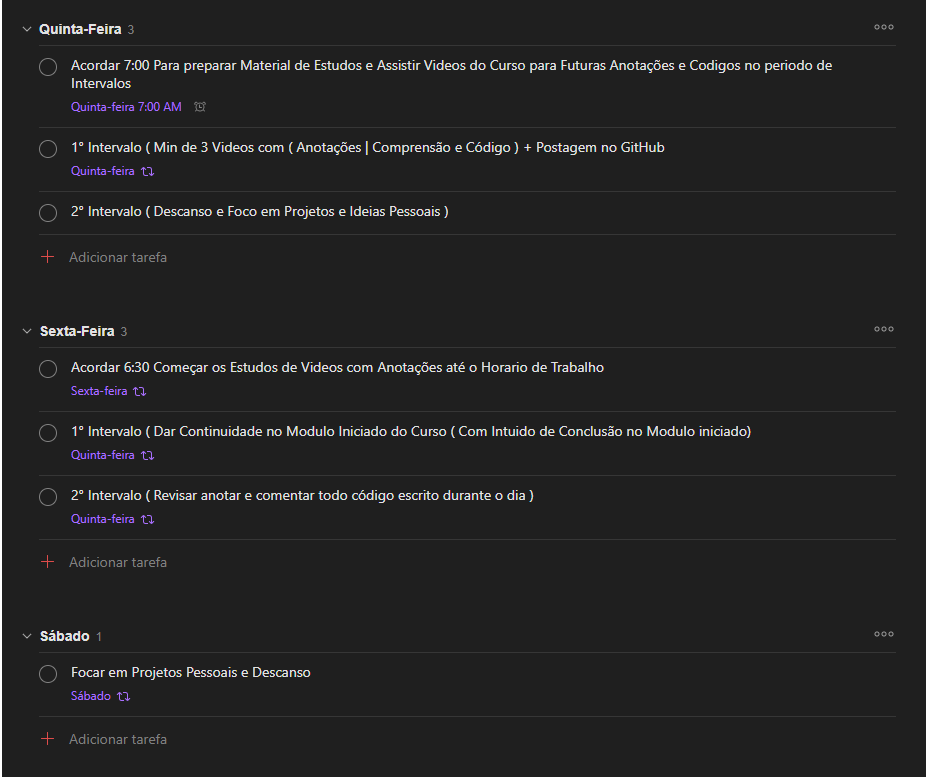 Quinta-Feira 3
Acordar 7:00 Para preparar Material de Estudos e Assistir Videos do Curso para Futuras Anotações e Codigos no periodo de
Intervalos
Quinta-feira 7:00 AM
1° Intervalo ( Min de 3 Videos com ( Anotações | Comprensão e Código ) + Postagem no GitHub
Quinta-feira
2° Intervalo ( Descanso e Foco em Projetos e Ideias Pessoais )
Adicionar tarefa
Sexta-Feira 3
Acordar 6:30 Começar os Estudos de Videos com Anotações até o Horario de Trabalho
Sexta-feira
1° Intervalo ( Dar Continuidade no Modulo Iniciado do Curso ( Com Intuido de Conclusão no Modulo iniciado)
Quinta-feira
2° Intervalo ( Revisar anotar e comentar todo código escrito durante o dia )
Quinta-feira
Adicionar tarefa
Sábado 1
Focar em Projetos Pessoais e Descanso
Sábado
Adicionar tarefa